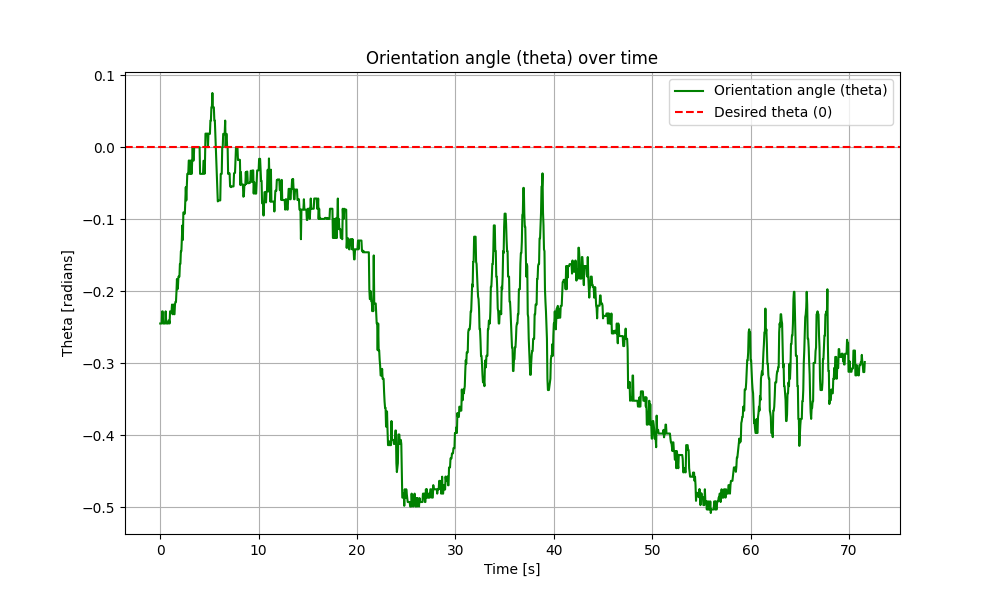 Orientation angle (theta) over time
Orientation angle (theta)
Desired theta (0)
Theta [radians]
0.1
0.0
−0.1
−0.2
−0.3
−0.4
−0.5
0 10 20 30 40 50 60 70
Time [s]